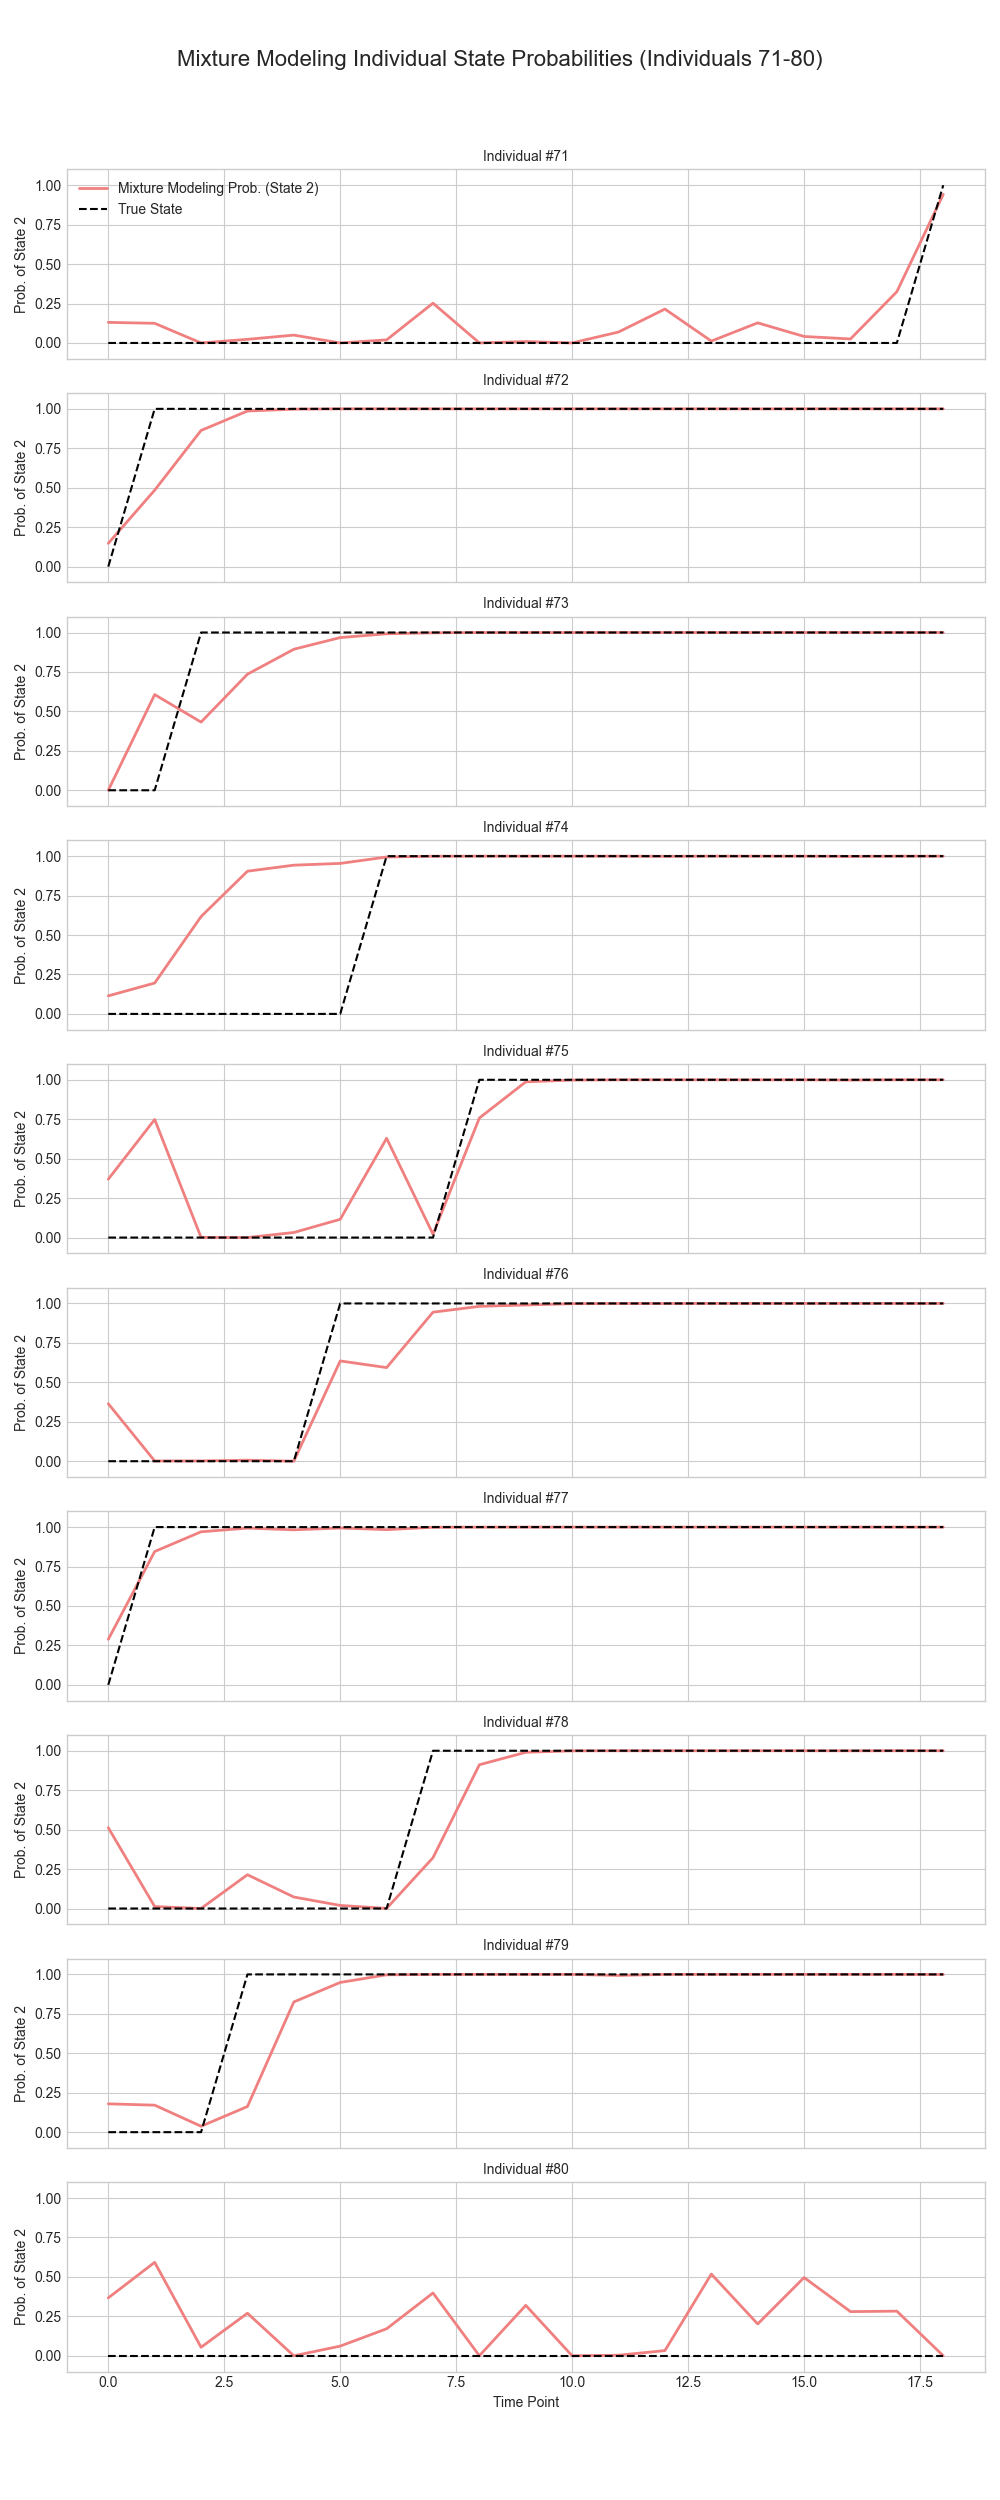 Mixture Modeling Individual State Probabilities (Individuals 71-80)
Individual #71
Mixture Modeling Prob. (State 2)
True State
1.00
0.75
0.50
0.25
0.00
Prob. of State 2
Individual #72
1.00
0.75
0.50
0.25
0.00
Prob. of State 2
Individual #73
1.00
0.75
0.50
0.25
0.00
Prob. of State 2
Individual #74
1.00
0.75
0.50
0.25
0.00
Prob. of State 2
Individual #75
1.00
0.75
0.50
0.25
0.00
Prob. of State 2
Individual #76
1.00
0.75
0.50
0.25
0.00
Prob. of State 2
Individual #77
1.00
0.75
0.50
0.25
0.00
Prob. of State 2
Individual #78
1.00
0.75
0.50
0.25
0.00
Prob. of State 2
Individual #79
1.00
0.75
0.50
0.25
0.00
Prob. of State 2
Individual #80
1.00
0.75
0.50
0.25
0.00
Prob. of State 2
0.0 2.5 5.0 7.5 10.0 12.5 15.0 17.5
Time Point